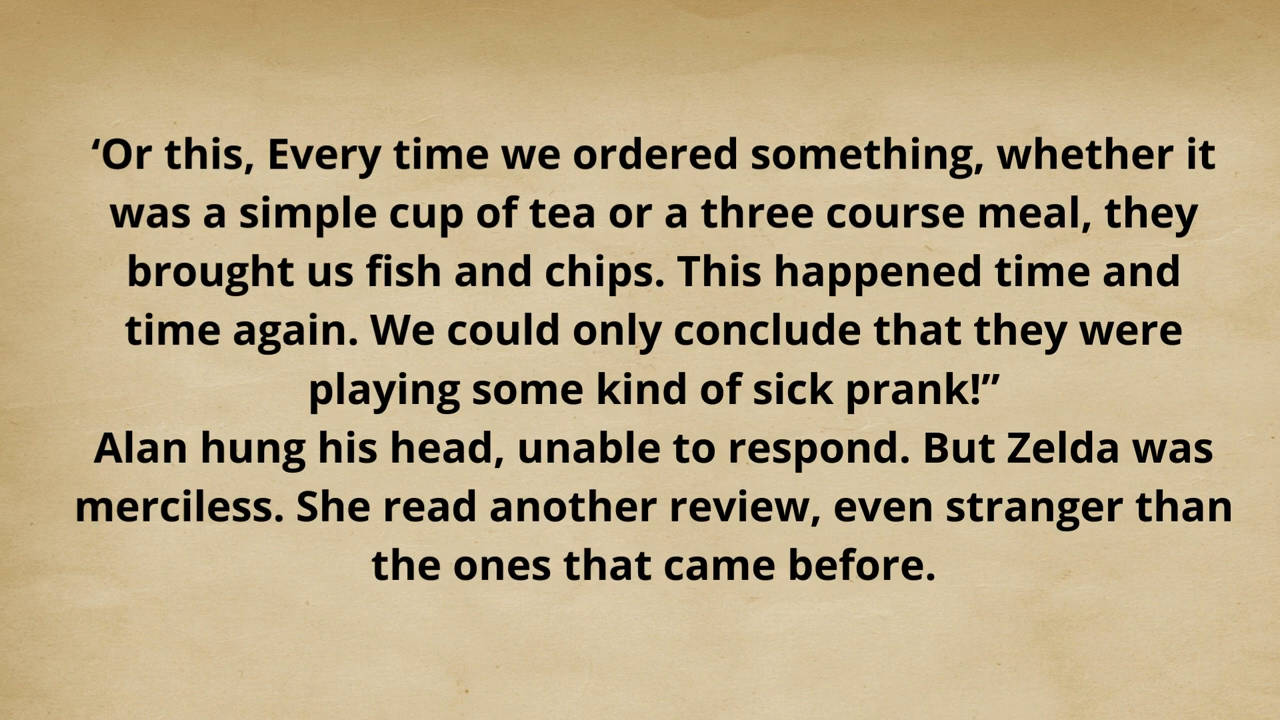 ‘Or this, Every time we ordered something, whether it
was a simple cup of tea or a three course meal, they
brought us fish and chips. This happened time and
time again. We could only conclude that they were
playing some kind of sick prank!”
Alan hung his head, unable to respond. But Zelda was
merciless. She read another review, even stranger than
the ones that came before.